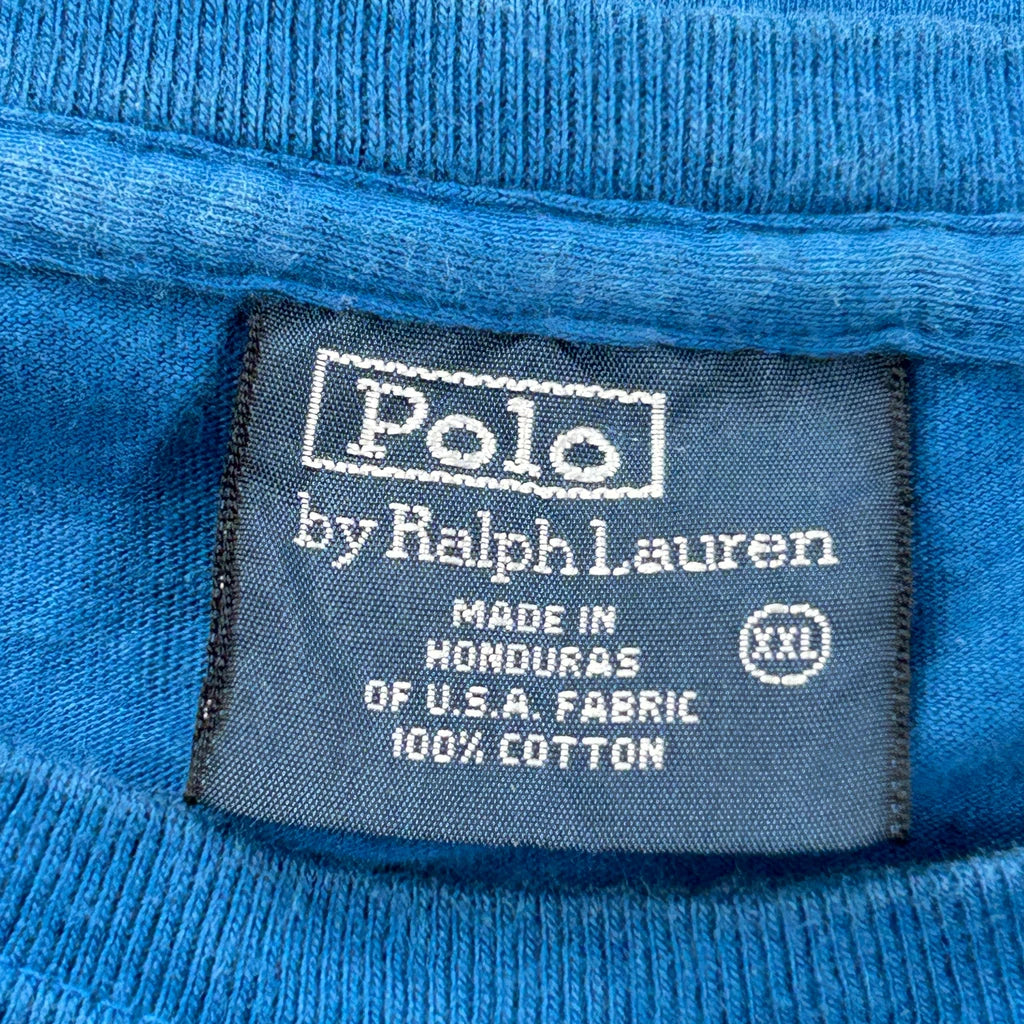 Polo
by Ralph Lauren
MADE IN
HONDURAS
OF U.S.A. FABRIC
100% COTTON
XXL